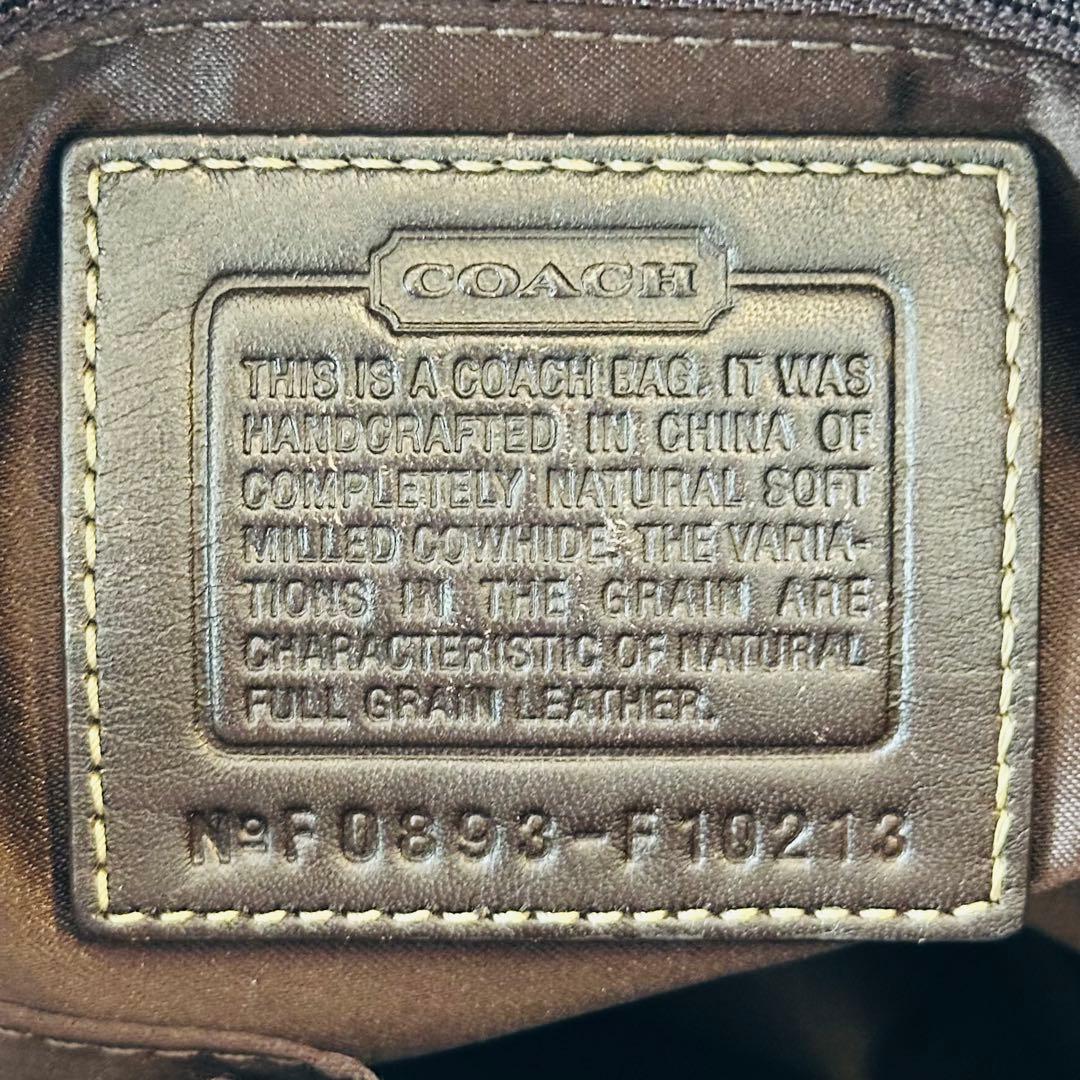 COACH
THIS IS A COACH BAG. IT WAS
HANDCRAFTED IN CHINA OF
COMPLETELY NATURAL SOFT
MILLED COWHIDE. THE VARIA-
TIONS IN THE GRAIN ARE
CHARACTERISTIC OF NATURAL
FULL GRAIN LEATHER.
№F0893-F10213